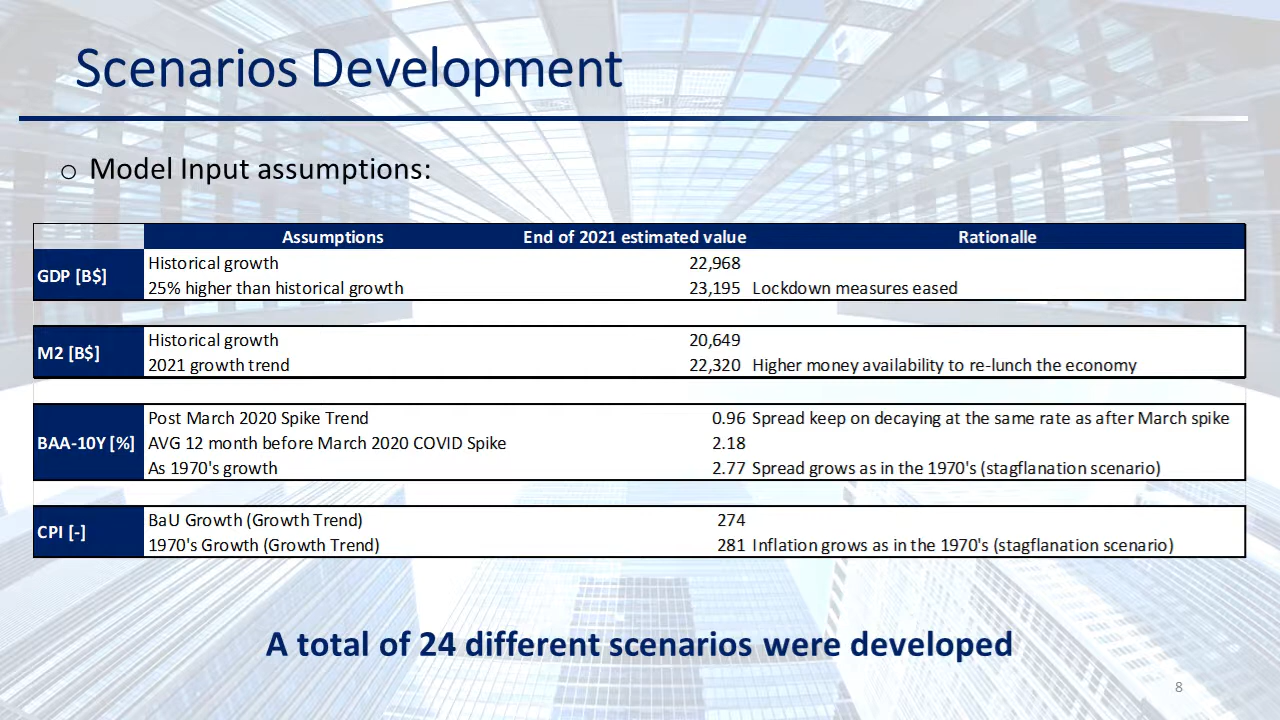 Scenarios Development
o Model Input assumptions:
Assumptions End of 2021 estimated value Rationalle
GDP [B$]
Historical growth 22,968
25% higher than historical growth 23,195 Lockdown measures eased
M2 [B$]
Historical growth 20,649
2021 growth trend 22,320 Higher money availability to re-lunch the economy
BAA-10Y [%]
Post March 2020 Spike Trend 0.96 Spread keep on decaying at the same rate as after March spike
AVG 12 month before March 2020 COVID Spike 2.18
As 1970's growth 2.77 Spread grows as in the 1970's (stagflanation scenario)
CPI [-]
BaU Growth (Growth Trend) 274
1970's Growth (Growth Trend) 281 Inflation grows as in the 1970's (stagflanation scenario)
A total of 24 different scenarios were developed
8